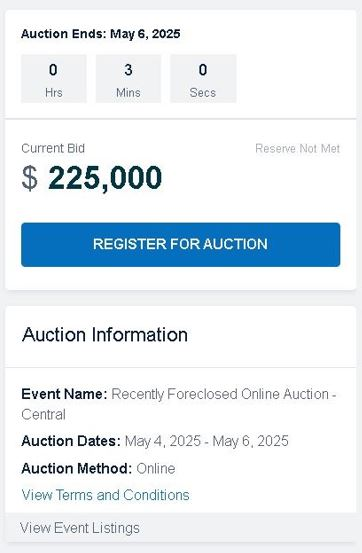 Auction Ends: May 6, 2025
0 3 0
Hrs Mins Secs
Current Bid Reserve Not Met
$ 225,000
REGISTER FOR AUCTION
Auction Information
Event Name: Recently Foreclosed Online Auction -
Central
Auction Dates: May 4, 2025 - May 6, 2025
Auction Method: Online
View Terms and Conditions
View Event Listings